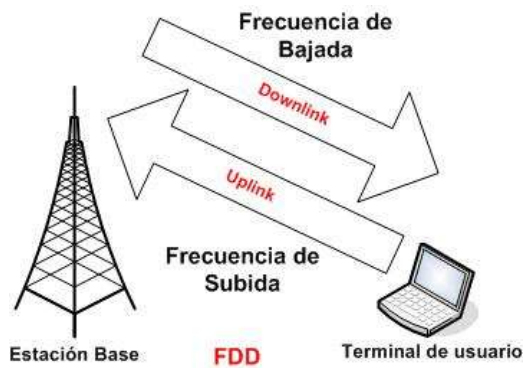 Frecuencia de
Bajada
Downlink
Uplink
Frecuencia de
Subida
Estación Base
FDD
Terminal de usuario